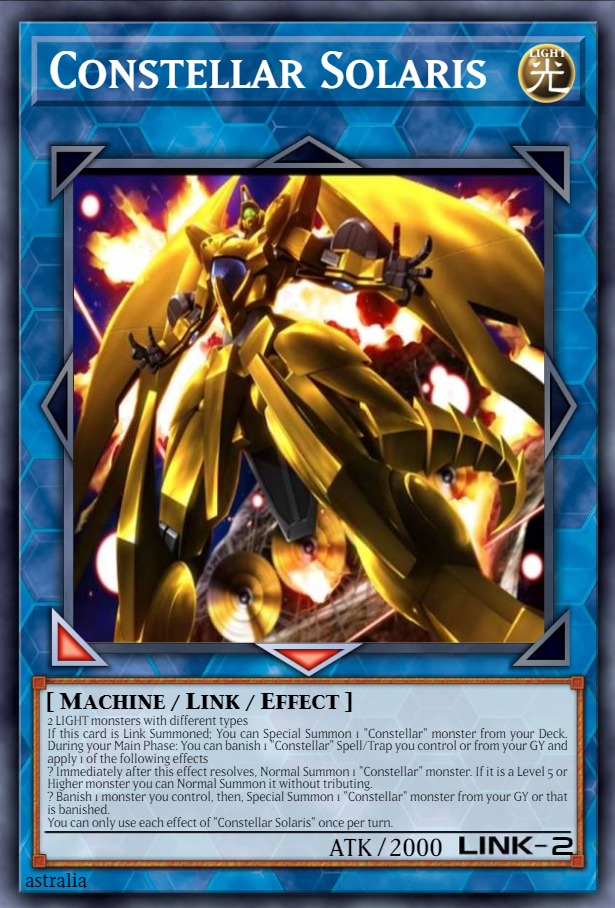 Constellar Solaris
LIGHT
光
[ Machine / Link / Effect ]
2 LIGHT monsters with different types
If this card is Link Summoned; You can Special Summon 1 "Constellar" monster from your Deck.
During your Main Phase: You can banish 1 "Constellar" Spell/Trap you control or from your GY and
apply 1 of the following effects
? Immediately after this effect resolves, Normal Summon 1 "Constellar" monster. If it is a Level 5 or
Higher monster you can Normal Summon it without tributing.
? Banish 1 monster you control, then, Special Summon 1 "Constellar" monster from your GY or that
is banished.
You can only use each effect of "Constellar Solaris" once per turn.
ATK/2000 LINK-2
astralia